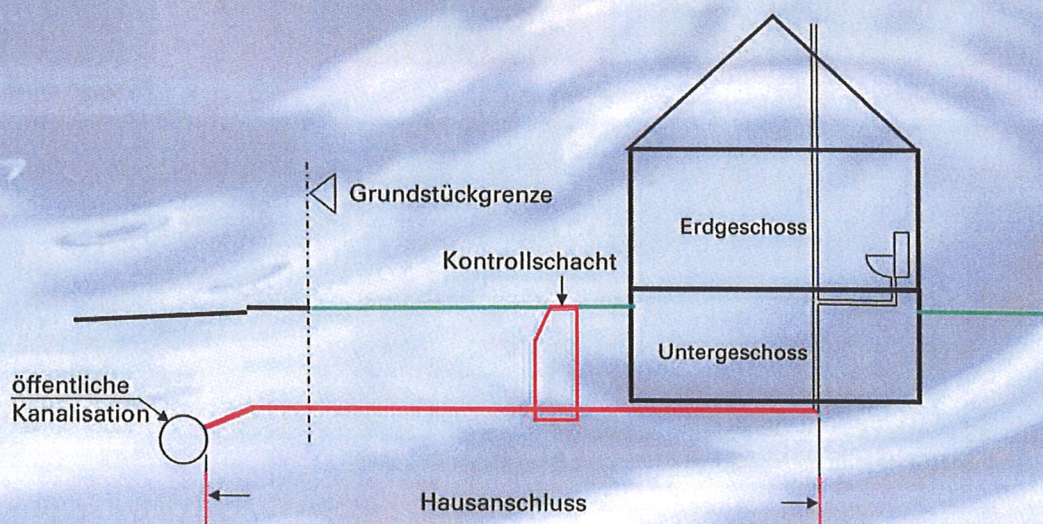 Grundstückgrenze
Erdgeschoss
Kontrollschacht
Untergeschoss
öffentliche
Kanalisation
Hausanschluss